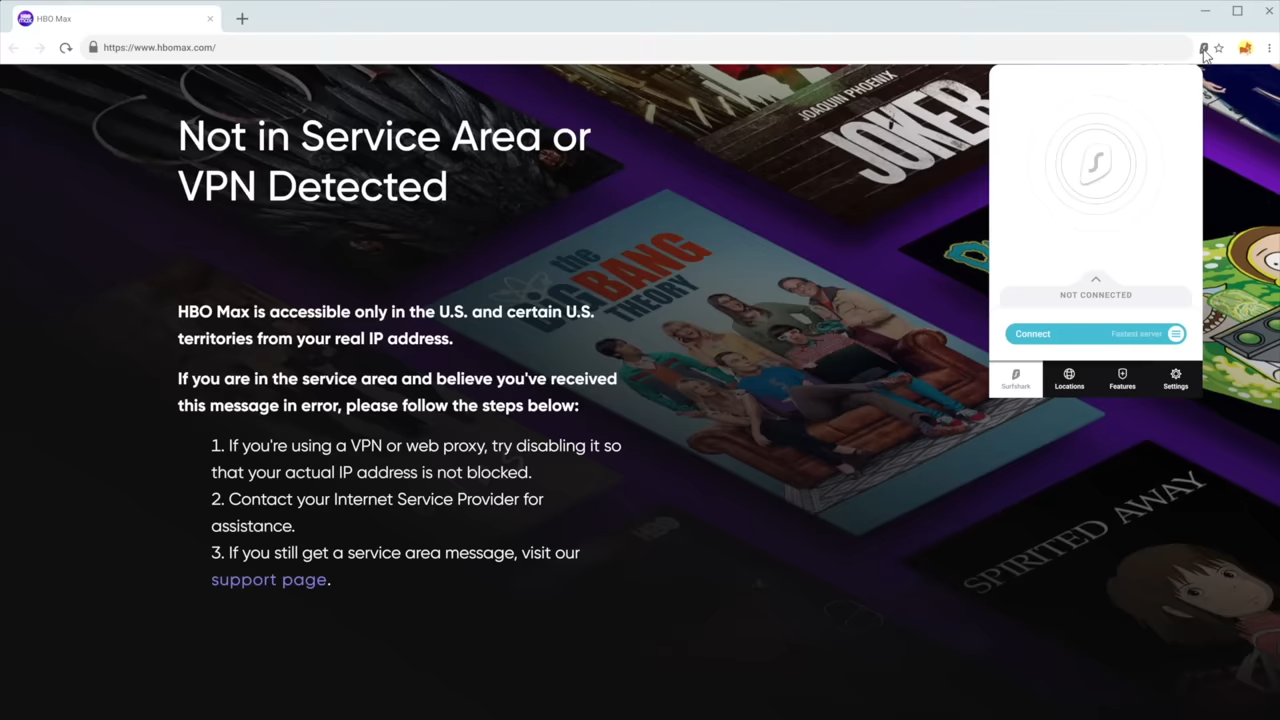 HBO Max
https://www.hbomax.com/
Not in Service Area or
VPN Detected
HBO Max is accessible only in the U.S. and certain U.S.
territories from your real IP address.
If you are in the service area and believe you've received
this message in error, please follow the steps below:
1. If you're using a VPN or web proxy, try disabling it so
that your actual IP address is not blocked.
2. Contact your Internet Service Provider for
assistance.
3. If you still get a service area message, visit our
support page.
JOAQUIN PHOENIX
JOKER
the
BiG BANG
THEORY
HBO
SPIRITED AWAY
NOT CONNECTED
Connect
Fastest server
Surfshark
Locations
Features
Settings